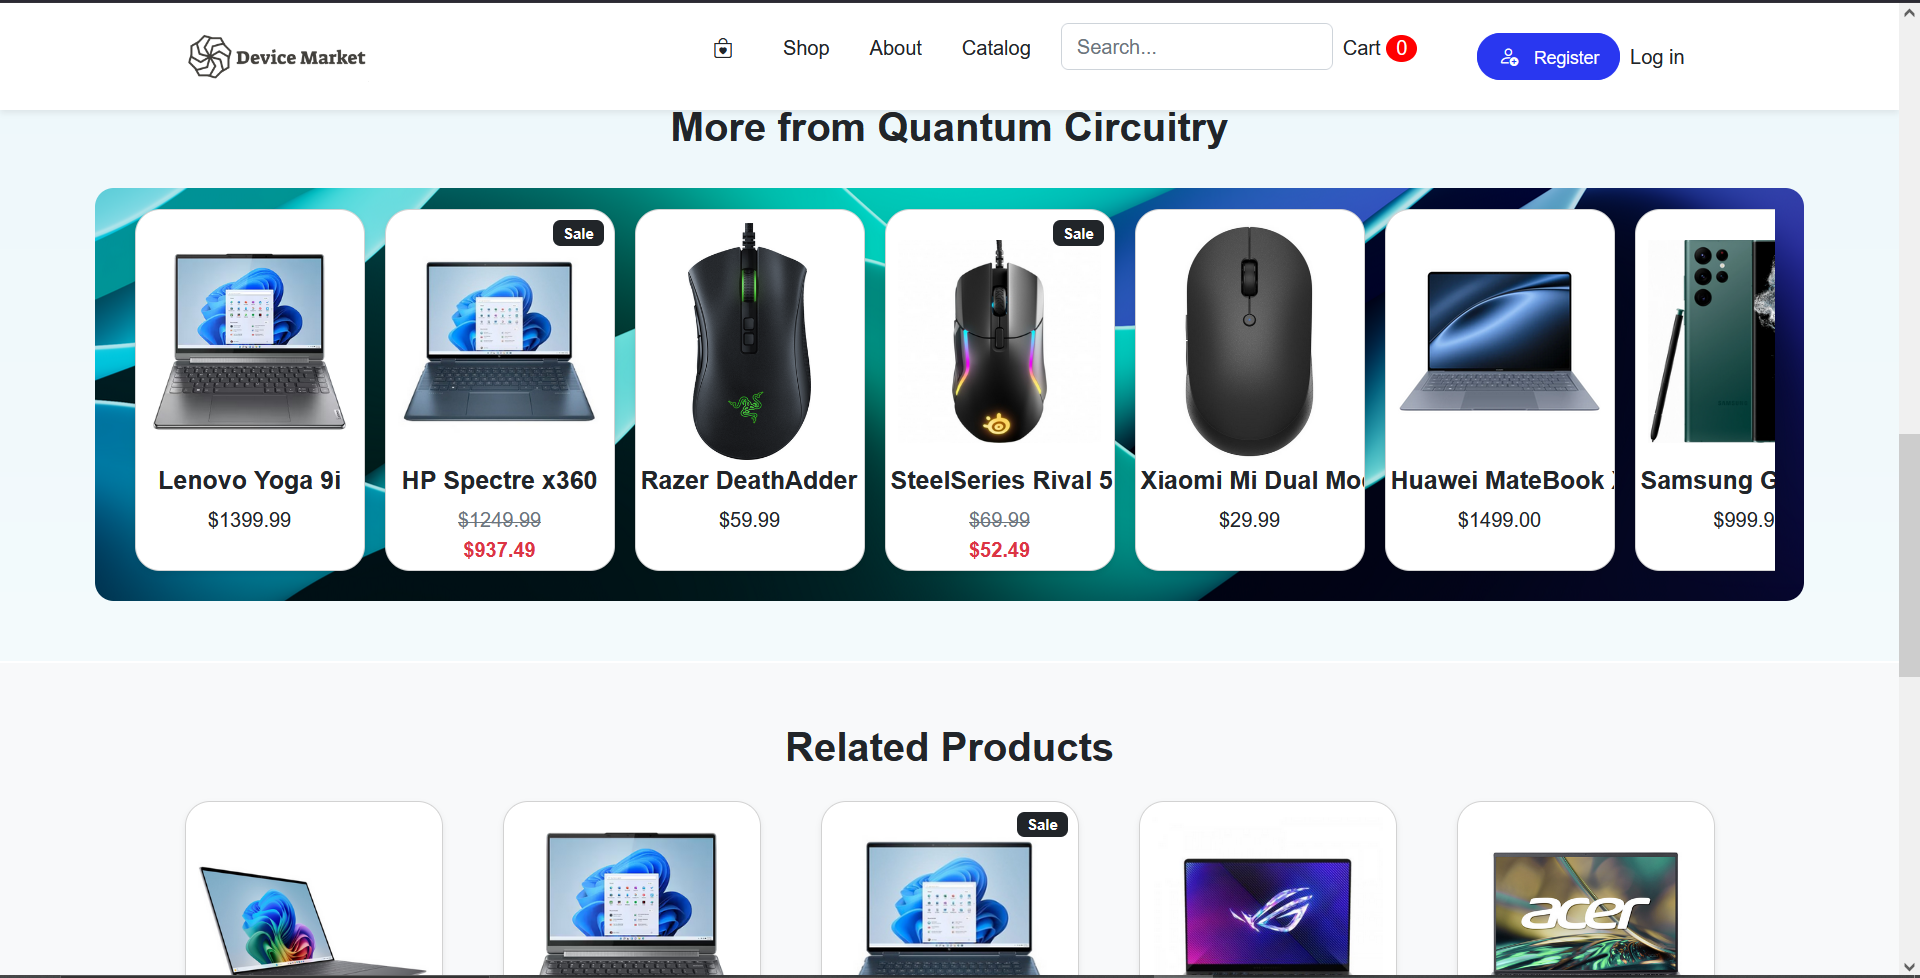 Device Market
Shop
About
Catalog
Search...
Cart 0
Register
Log in
More from Quantum Circuitry
Sale
Sale
Lenovo Yoga 9i
HP Spectre x360
Razer DeathAdder
SteelSeries Rival 5
Xiaomi Mi Dual Mo
Huawei MateBook
Samsung G
$1399.99
$1249.99
$59.99
$69.99
$29.99
$1499.00
$999.9
$937.49
$52.49
Related Products
Sale
acer